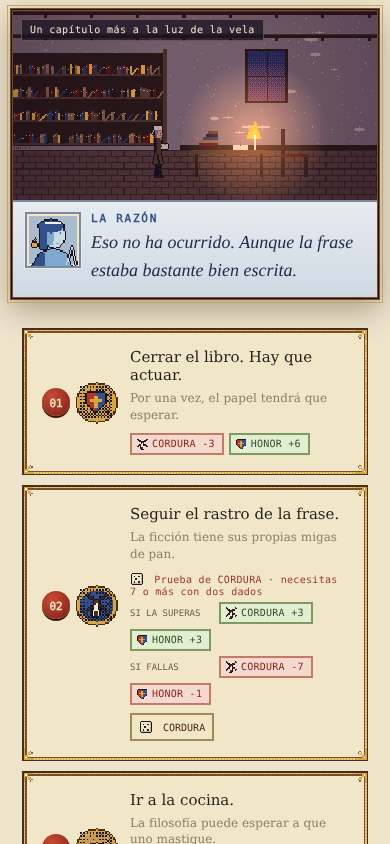 Un capítulo más a la luz de la vela
LA RAZÓN
Eso no ha ocurrido. Aunque la frase
estaba bastante bien escrita.
01
Cerrar el libro. Hay que
actuar.
Por una vez, el papel tendrá que
esperar.
CORDURA -3 HONOR +6
02
Seguir el rastro de la frase.
La ficción tiene sus propias migas
de pan.
Prueba de CORDURA · necesitas
7 o más con dos dados
SI LA SUPERAS CORDURA +3
HONOR +3
SI FALLAS CORDURA -7
HONOR -1
CORDURA
Ir a la cocina.
La filosofía puede esperar a que
uno mastique.